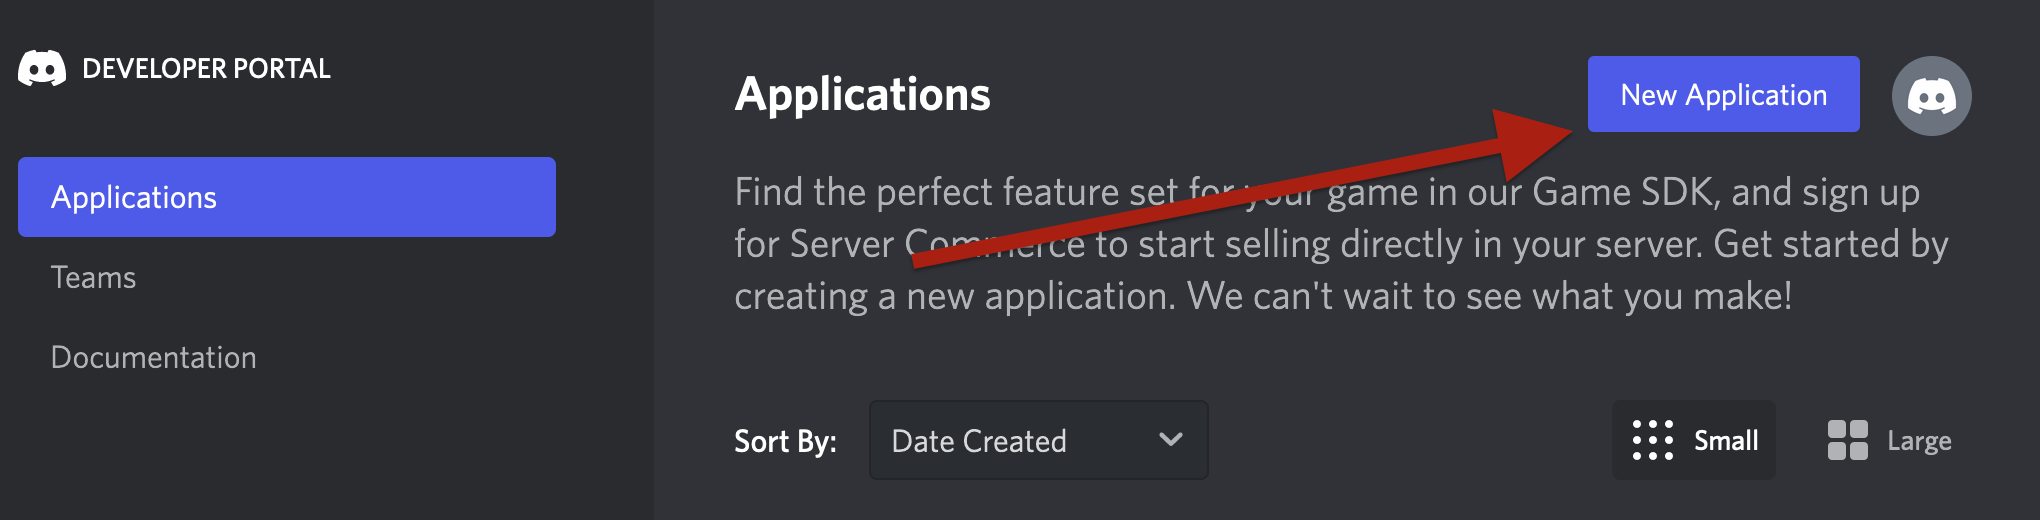 DEVELOPER PORTAL
Applications
Teams
Documentation
Applications
New Application
Find the perfect feature set for your game in our Game SDK, and sign up
for Server Commerce to start selling directly in your server. Get started by
creating a new application. We can't wait to see what you make!
Sort By:
Date Created
Small
Large